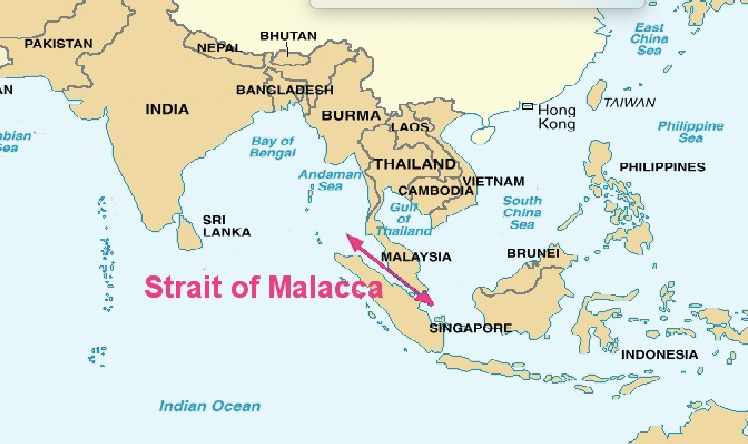 East
China
Sea
BHUTAN
PAKISTAN
NEPAL
BANGLADESH
INDIA
BURMA
Hong
Kong
TAIWAN
LAOS
Philippine
Sea
Bay of
Bengal
THAILAND
PHILIPPINES
Andaman
Sea
VIETNAM
CAMBODIA
South
China
Sea
Gulf
of
Thailand
SRI
LANKA
MALAYSIA
BRUNEI
Strait of Malacca
SINGAPORE
INDONESIA
Indian Ocean